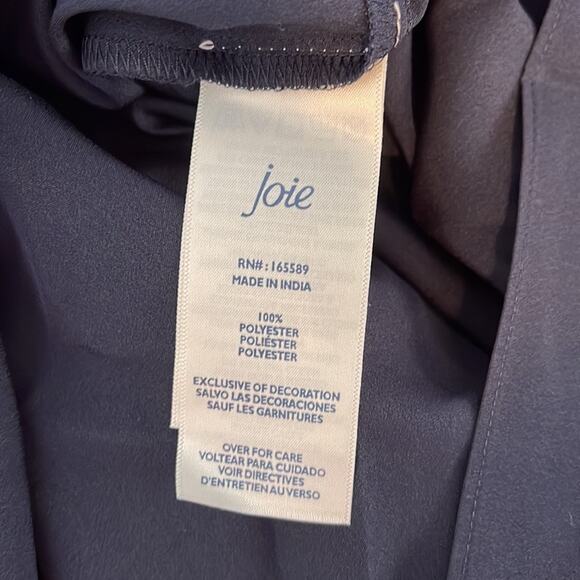 Joie
RN#: 165589
MADE IN INDIA
100%
POLYESTER
POLIÉSTER
POLYESTER
EXCLUSIVE OF DECORATION
SALVO LAS DECORACIONES
SAUF LES GARNITURES
OVER FOR CARE
VOLTEAR PARA CUIDADO
VOIR DIRECTIVES
D'ENTRETIEN AU VERSO